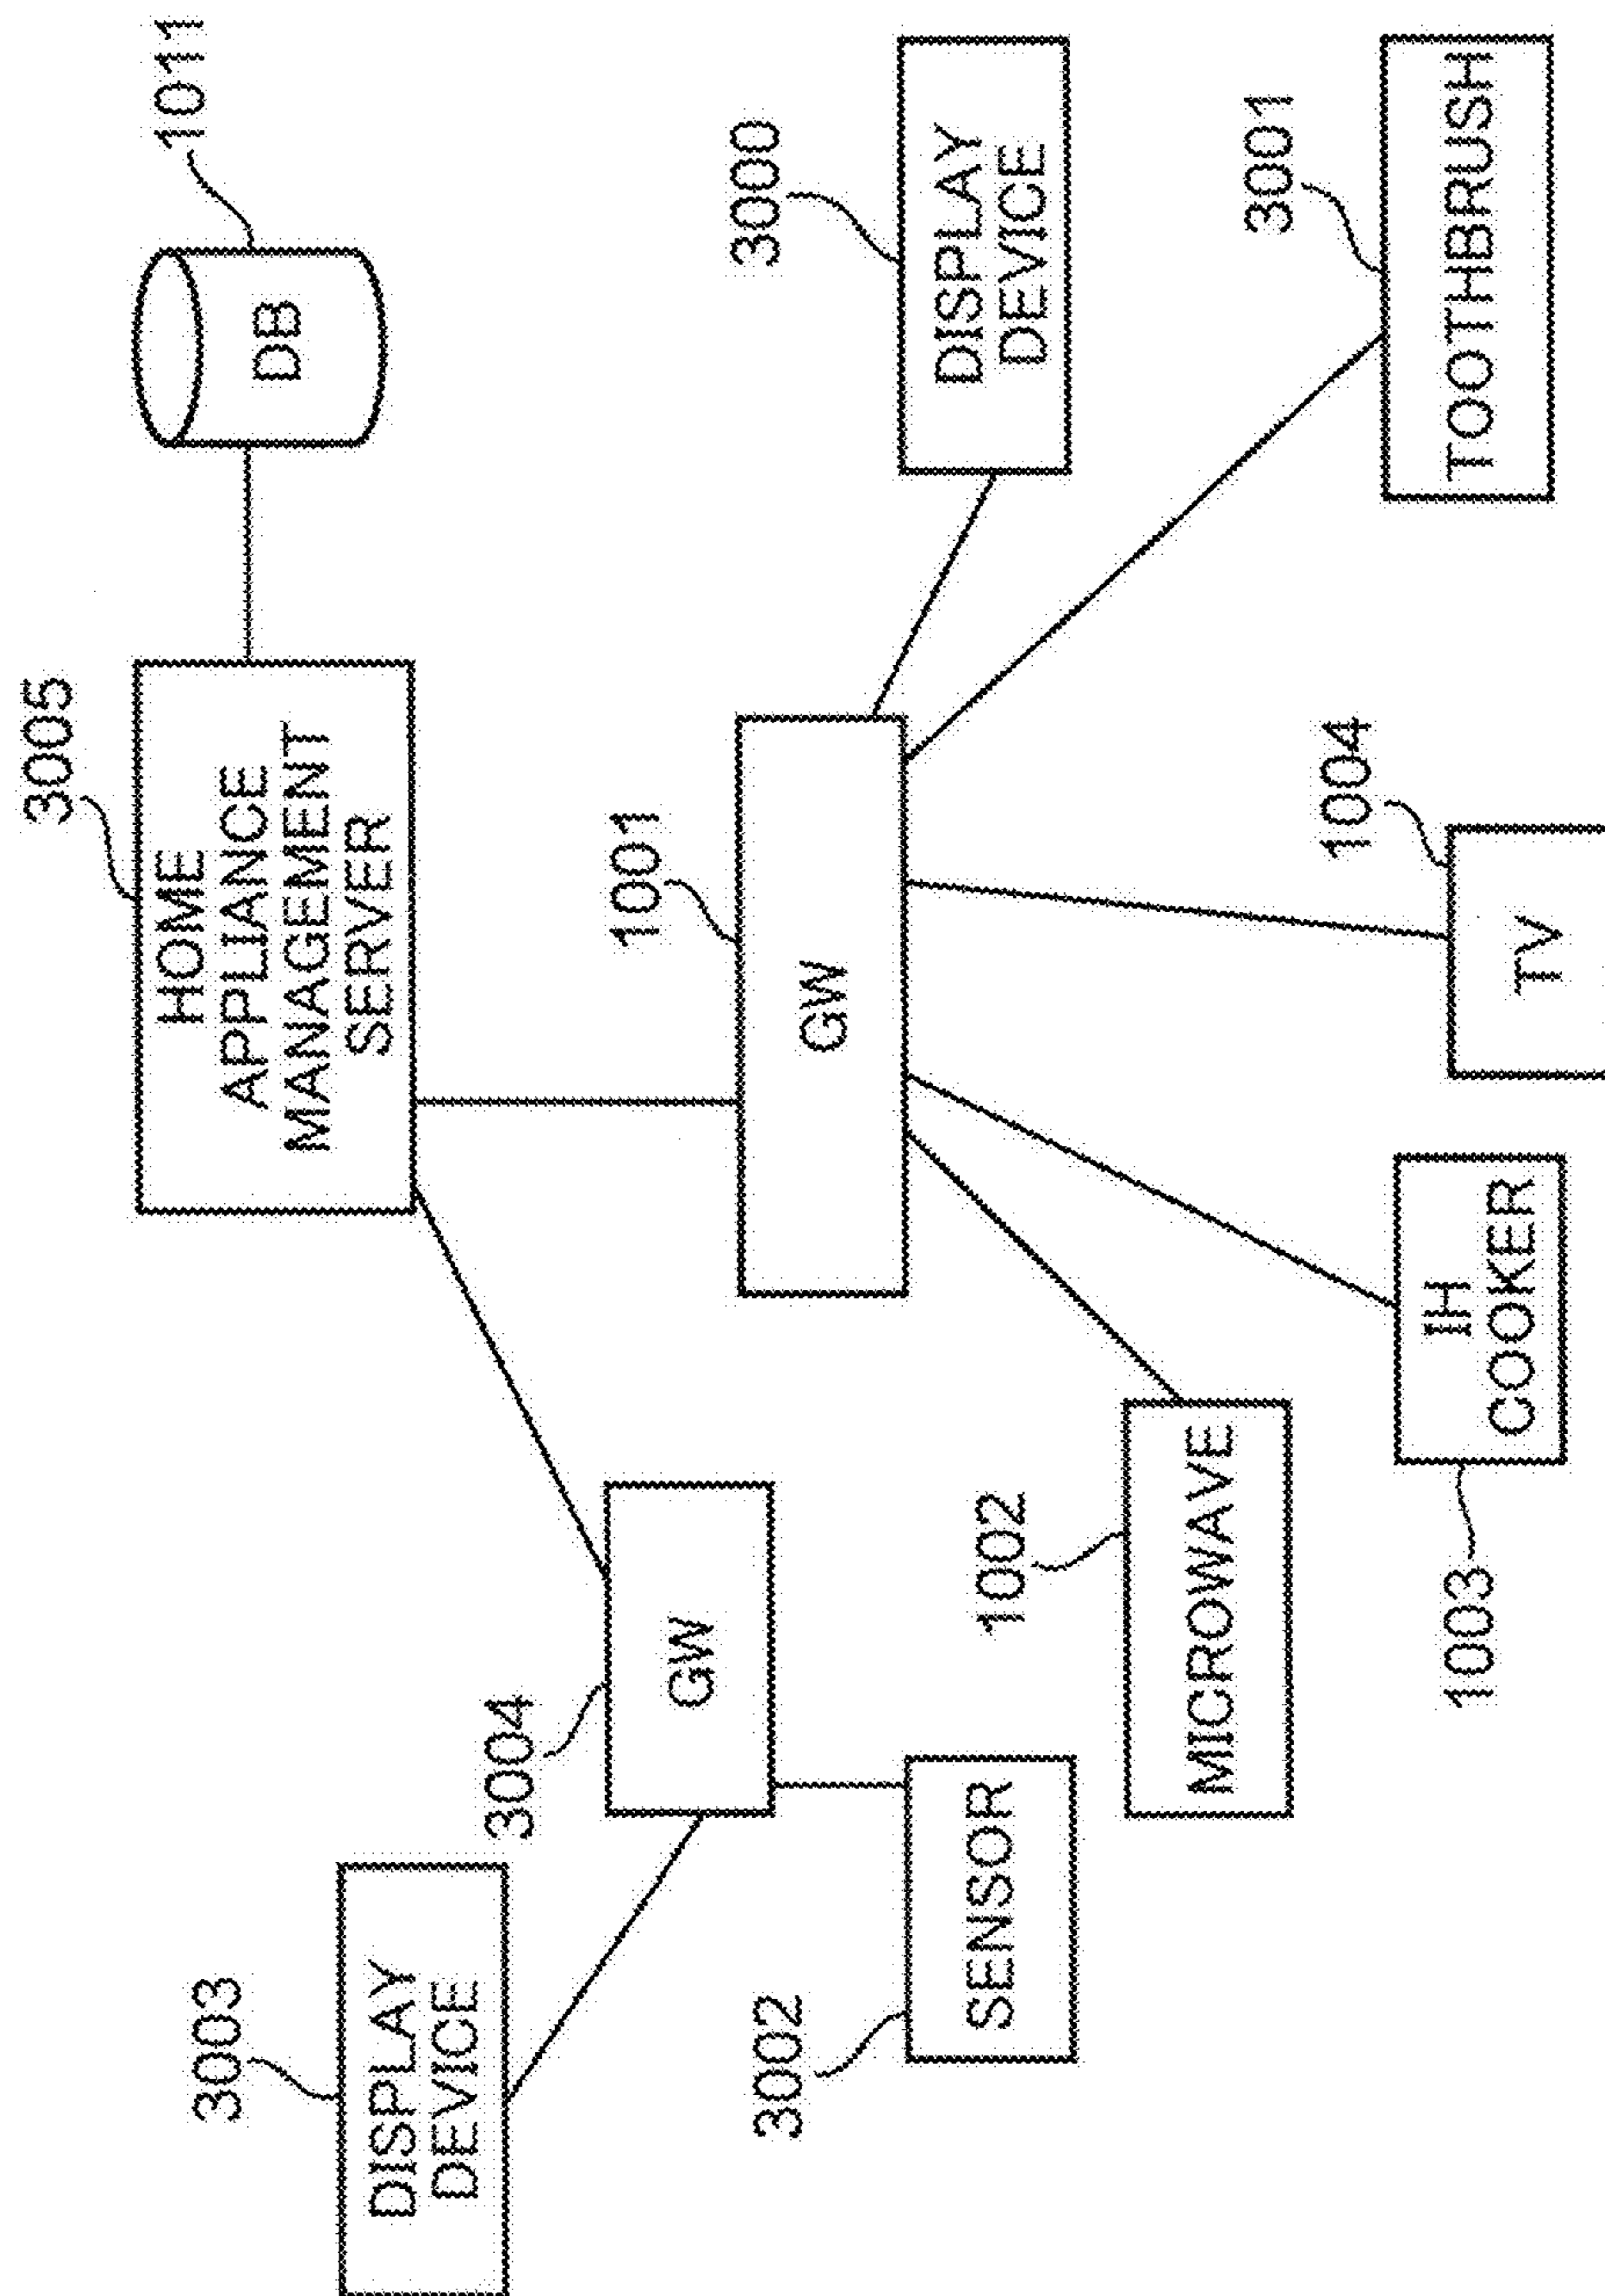 3005
HOME
APPLIANCE
MANAGEMENT
SERVER
1011
DB
3003
DISPLAY
DEVICE
3004
GW
1001
GW
3000
DISPLAY
DEVICE
3002
SENSOR
1002
MICROWAVE
1003
IH
COOKER
1004
TV
3001
TOOTHBRUSH